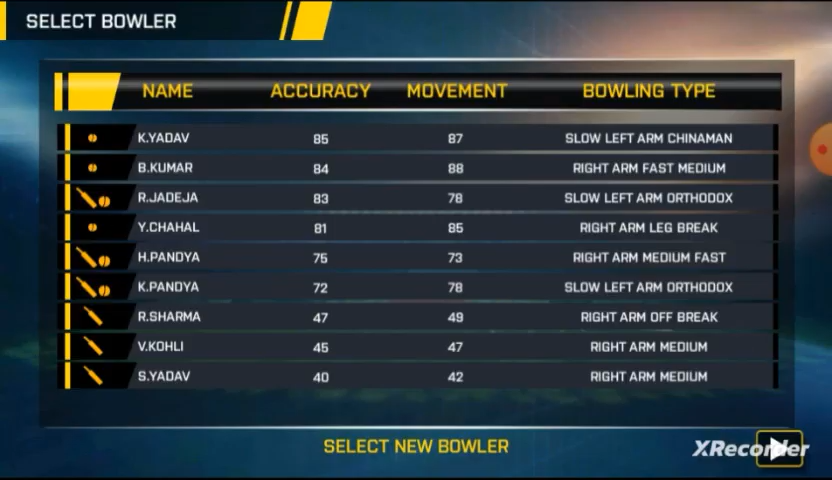 SELECT BOWLER
NAME ACCURACY MOVEMENT BOWLING TYPE
K.YADAV 85 87 SLOW LEFT ARM CHINAMAN
B.KUMAR 84 88 RIGHT ARM FAST MEDIUM
R.JADEJA 83 78 SLOW LEFT ARM ORTHODOX
Y.CHAHAL 81 85 RIGHT ARM LEG BREAK
H.PANDYA 75 73 RIGHT ARM MEDIUM FAST
K.PANDYA 72 78 SLOW LEFT ARM ORTHODOX
R.SHARMA 47 49 RIGHT ARM OFF BREAK
V.KOHLI 45 47 RIGHT ARM MEDIUM
S.YADAV 40 42 RIGHT ARM MEDIUM
SELECT NEW BOWLER
XRecorder